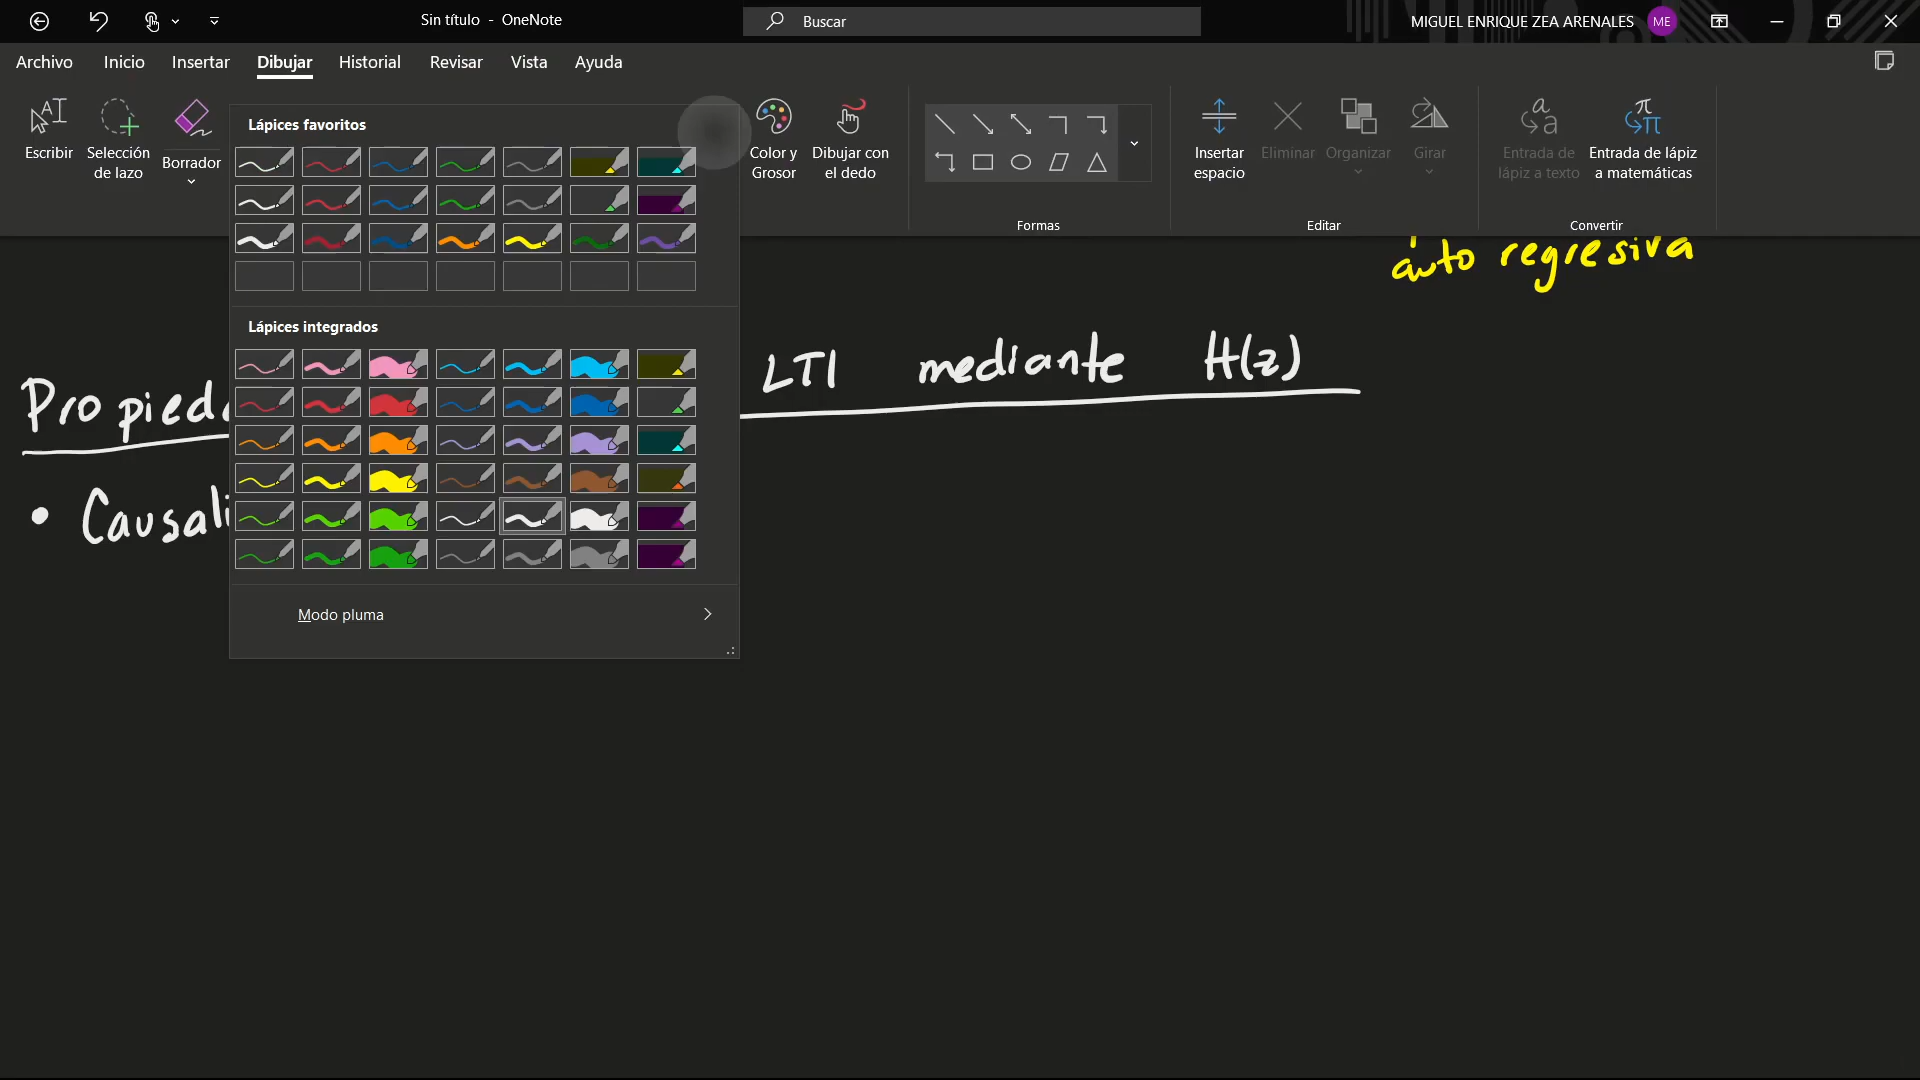 Sin título - OneNote
Buscar
MIGUEL ENRIQUE ZEA ARENALES
ME
Archivo Inicio Insertar Dibujar Historial Revisar Vista Ayuda
Escribir
Selección de lazo
Borrador
Lápices favoritos
Lápices integrados
Modo pluma
Color y Grosor
Dibujar con el dedo
Formas
Insertar espacio
Eliminar
Organizar
Girar
Editar
Entrada de lápiz a texto
Entrada de lápiz a matemáticas
Convertir
auto regresiva
Propied LTI mediante H(z)
• Causali